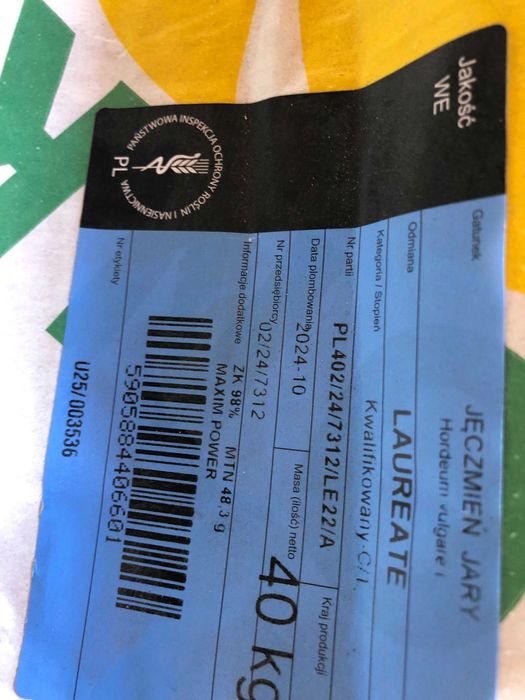 Jakość
WE
PAŃSTWOWA INSPEKCJA OCHRONY ROŚLIN I NASIENNICTWA
PL
Gatunek
JĘCZMIEŃ JARY
Hordeum vulgare l
Odmiana
LAUREATE
Kategoria / Stopień
Kwalifikowany C/1
Nr partii
PL402/24/7312/LE22/A
Data plombowania
2024-10
Masa (ilość) netto
40 kg
Kraj produkcji
Nr przedsiębiorcy
02/24/7312
Informacje dodatkowe
ZK 98% MTN 48.3 g
MAXIM POWER
5905884406601
Nr etykiety
U25/003536